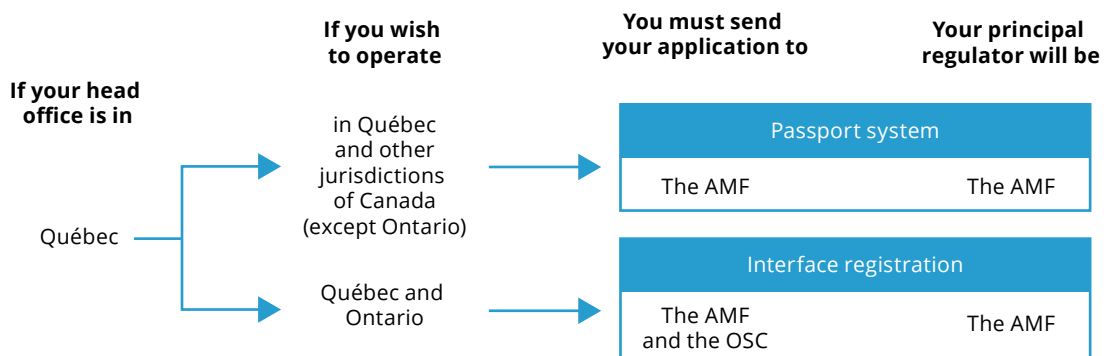 If your head
office is in
If you wish
to operate
You must send
your application to
Your principal
regulator will be
Québec
in Québec
and other
jurisdictions
of Canada
(except Ontario)
Passport system
The AMF
The AMF
Québec and
Ontario
Interface registration
The AMF
and the OSC
The AMF